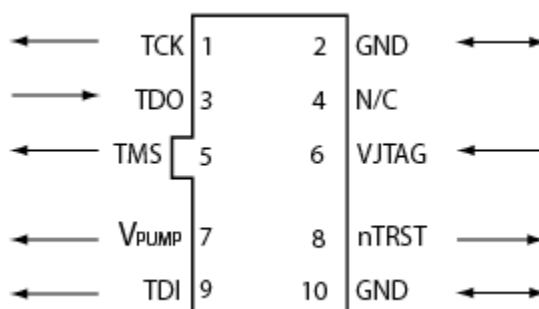 TCK 1 2 GND
TDO 3 4 N/C
TMS 5 6 VJTAG
VPUMP 7 8 nTRST
TDI 9 10 GND